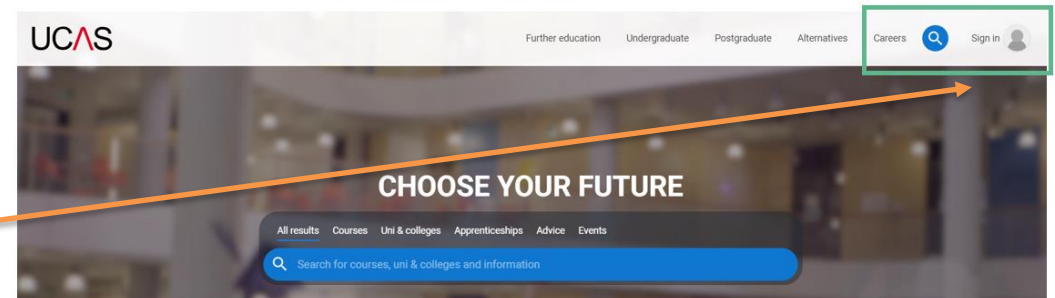 UCAS
Further education Undergraduate Postgraduate Alternatives Careers Sign in
CHOOSE YOUR FUTURE
All results Courses Uni & colleges Apprenticeships Advice Events
Search for courses, uni & colleges and information